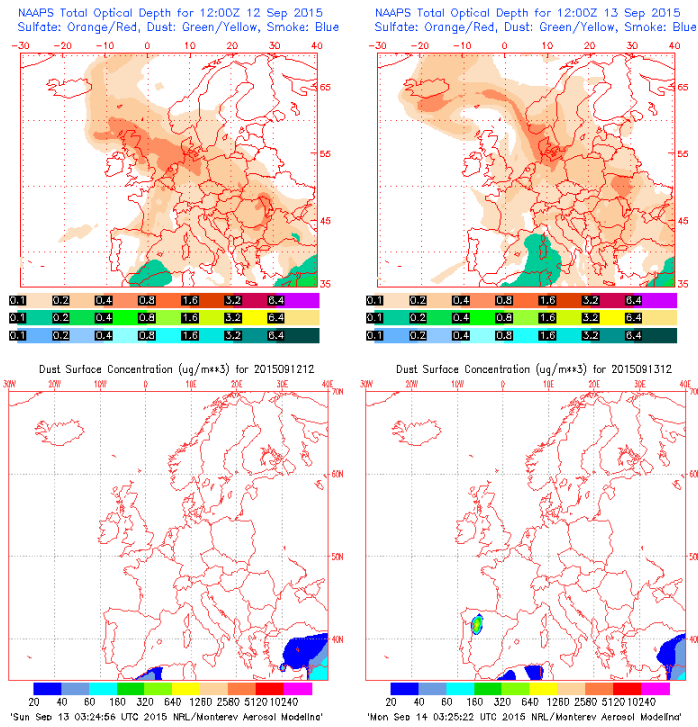 NAAPS Total Optical Depth for 12:00Z 12 Sep 2015
Sulfate: Orange/Red, Dust: Green/Yellow, Smoke: Blue
-30 -20 -10 0 10 20 30 40
65
55
45
35
0.1 0.2 0.4 0.8 1.6 3.2 6.4
0.1 0.2 0.4 0.8 1.6 3.2 6.4
0.1 0.2 0.4 0.8 1.6 3.2 6.4
NAAPS Total Optical Depth for 12:00Z 13 Sep 2015
Sulfate: Orange/Red, Dust: Green/Yellow, Smoke: Blue
-30 -20 -10 0 10 20 30 40
65
55
45
35
0.1 0.2 0.4 0.8 1.6 3.2 6.4
0.1 0.2 0.4 0.8 1.6 3.2 6.4
0.1 0.2 0.4 0.8 1.6 3.2 6.4
Dust Surface Concentration (ug/m**3) for 2015091212
30W 20W 10W 0 10E 20E 30E 40E
70N
60N
50N
40N
20 40 80 160 320 640 1280 2580 5120 10240
'Sun Sep 13 03:24:56 UTC 2015 NRL/Monterey Aerosol Modeling'
Dust Surface Concentration (ug/m**3) for 2015091312
30W 20W 10W 0 10E 20E 30E 40E
70N
60N
50N
40N
20 40 80 160 320 640 1280 2580 5120 10240
'Mon Sep 14 03:25:22 UTC 2015 NRL/Monterey Aerosol Modeling'